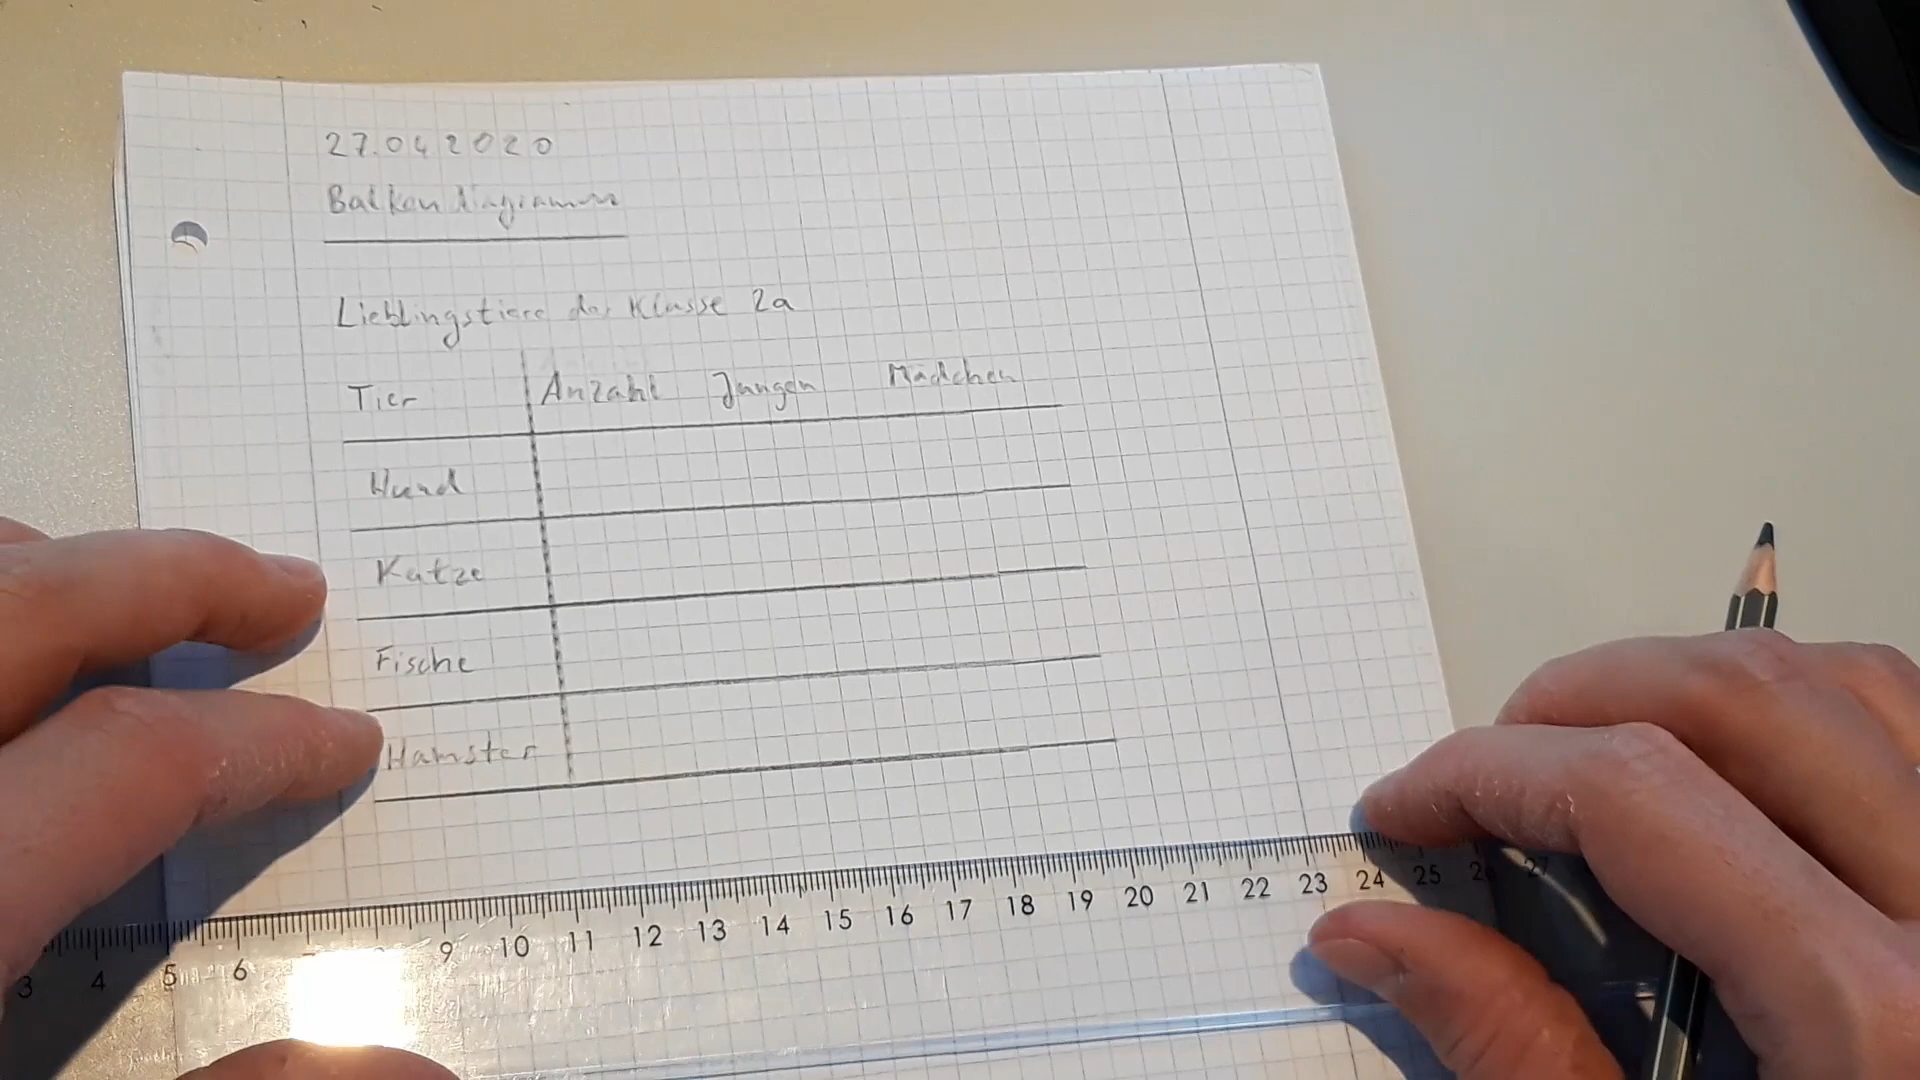 27.04.2020
Balkendiagramm
Lieblingstiere der Klasse 2a
Tier Anzahl Jungen Mädchen
Hund
Katze
Fische
Hamster
3 4 5 6 9 10 11 12 13 14 15 16 17 18 19 20 21 22 23 24 25 26 27